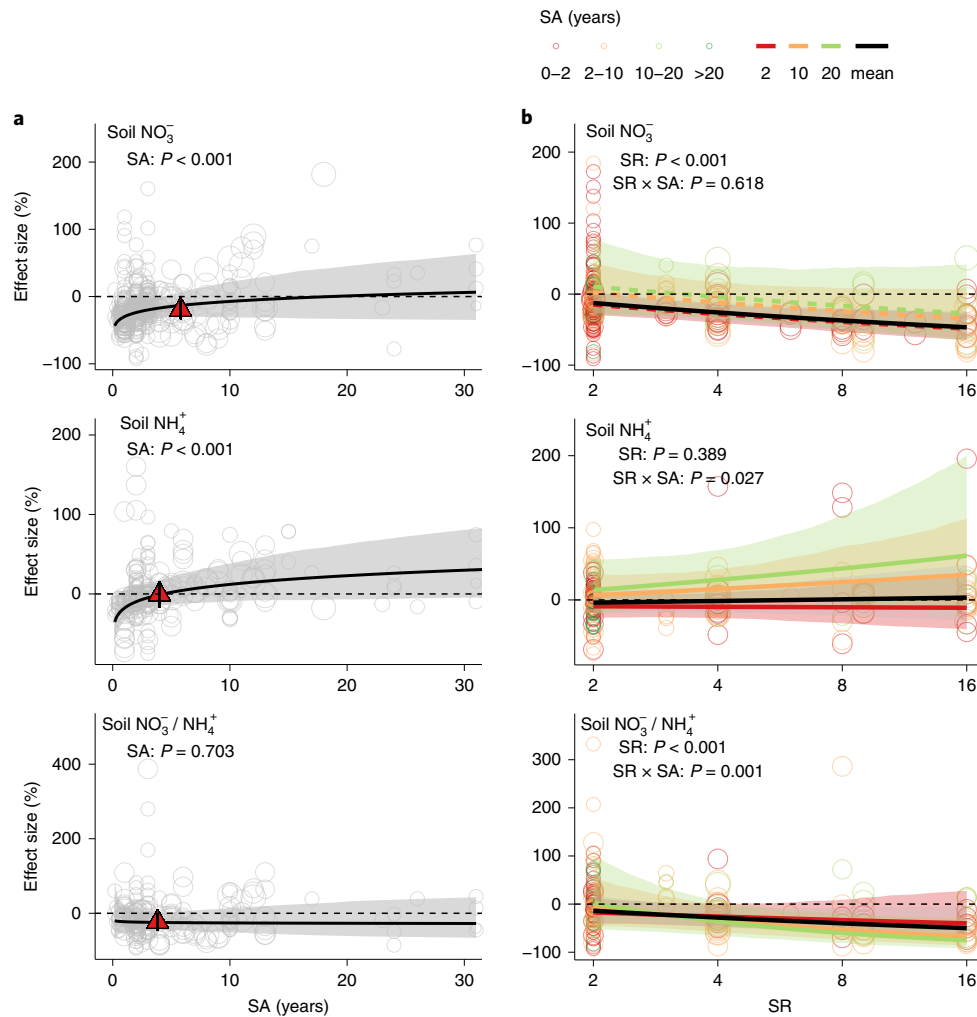 SA (years)
0–2 2–10 10–20 >20 2 10 20 mean
a
Soil NO₃⁻
SA: P < 0.001
Effect size (%)
200
100
0
−100
0 10 20 30
b
Soil NO₃⁻
SR: P < 0.001
SR × SA: P = 0.618
200
100
0
−100
2 4 8 16
Soil NH₄⁺
SA: P < 0.001
Effect size (%)
200
100
0
0 10 20 30
Soil NH₄⁺
SR: P = 0.389
SR × SA: P = 0.027
200
100
0
2 4 8 16
Soil NO₃⁻ / NH₄⁺
SA: P = 0.703
Effect size (%)
400
200
0
0 10 20 30
SA (years)
Soil NO₃⁻ / NH₄⁺
SR: P < 0.001
SR × SA: P = 0.001
300
200
100
0
−100
2 4 8 16
SR